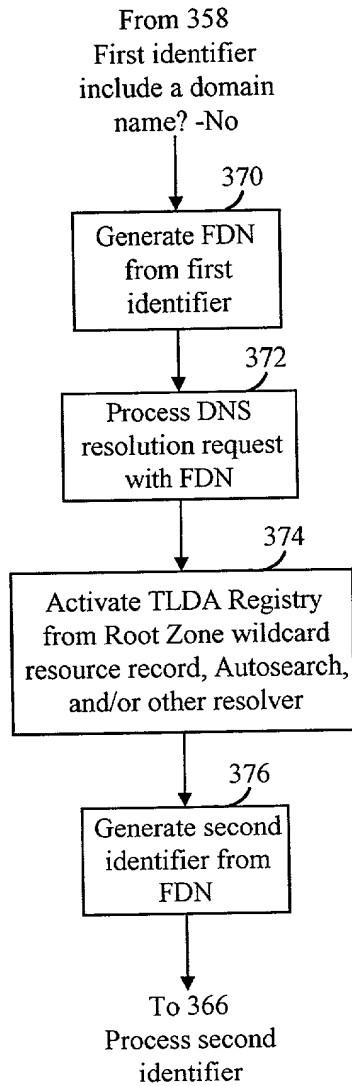 From 358
First identifier
include a domain
name? -No
370
Generate FDN
from first
identifier
372
Process DNS
resolution request
with FDN
374
Activate TLDA Registry
from Root Zone wildcard
resource record, Autosearch,
and/or other resolver
376
Generate second
identifier from
FDN
To 366
Process second
identifier